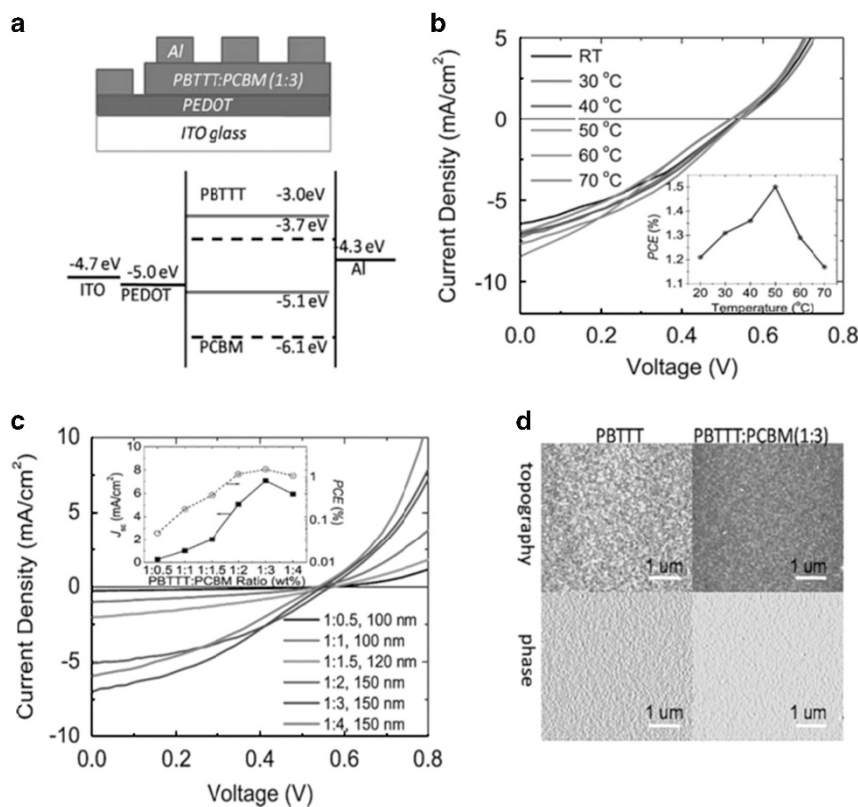 a
Al
PBTTT:PCBM (1:3)
PEDOT
ITO glass
PBTTT
-3.0eV
-3.7 eV
-4.3 eV
Al
-4.7 eV
ITO
-5.0 eV
PEDOT
-5.1 eV
PCBM
-6.1 eV
b
Current Density (mA/cm²)
5
0
-5
-10
RT
30 °C
40 °C
50 °C
60 °C
70 °C
PCE (%)
1.5
1.4
1.3
1.2
1.1
20 30 40 50 60 70
Temperature (°C)
0.0 0.2 0.4 0.6 0.8
Voltage (V)
c
Current Density (mA/cm²)
10
5
0
-5
-10
Jsc (mA/cm²)
10
8
6
4
2
0
PCE (%)
1
0.1
0.01
1:0.5 1:1 1:1.5 1:2 1:3 1:4
PBTTT:PCBM Ratio (wt%)
1:0.5, 100 nm
1:1, 100 nm
1:1.5, 120 nm
1:2, 150 nm
1:3, 150 nm
1:4, 150 nm
0.0 0.2 0.4 0.6 0.8
Voltage (V)
d
PBTTT PBTTT:PCBM(1:3)
topography
1 um 1 um
phase
1 um 1 um